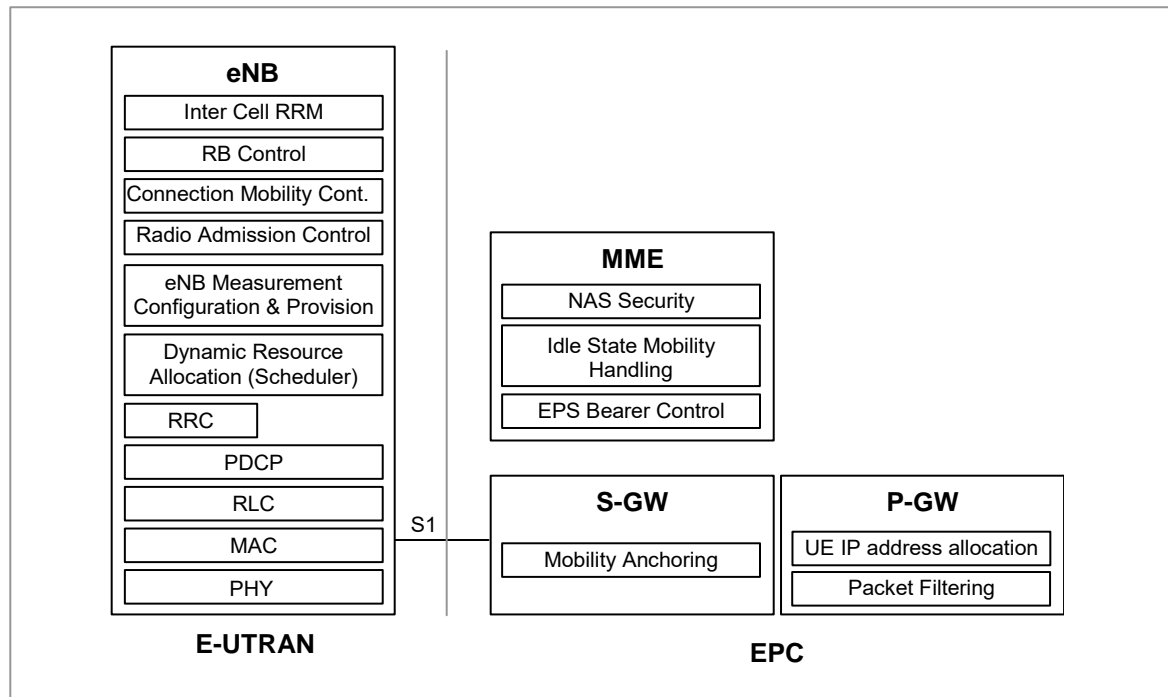 eNB
Inter Cell RRM
RB Control
Connection Mobility Cont.
Radio Admission Control
eNB Measurement
Configuration & Provision
Dynamic Resource
Allocation (Scheduler)
RRC
PDCP
RLC
MAC
PHY
E-UTRAN
S1
MME
NAS Security
Idle State Mobility
Handling
EPS Bearer Control
S-GW
Mobility Anchoring
P-GW
UE IP address allocation
Packet Filtering
EPC